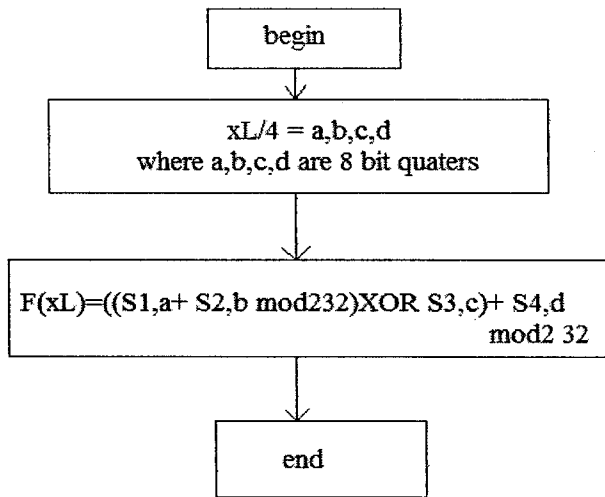 begin
xL/4 = a,b,c,d
where a,b,c,d are 8 bit quaters
F(xL)=((S1,a+ S2,b mod232)XOR S3,c)+ S4,d
mod2 32
end